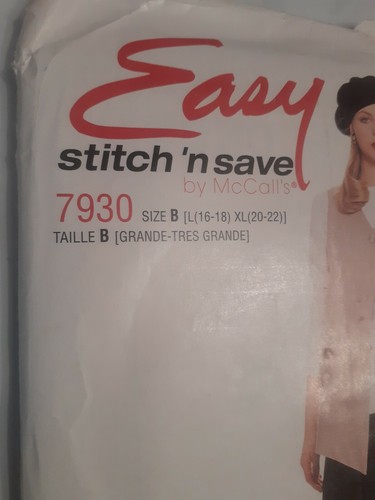 Easy
stitch 'n save
by McCall's®
7930 SIZE B [L(16-18) XL(20-22)]
TAILLE B [GRANDE-TRES GRANDE]